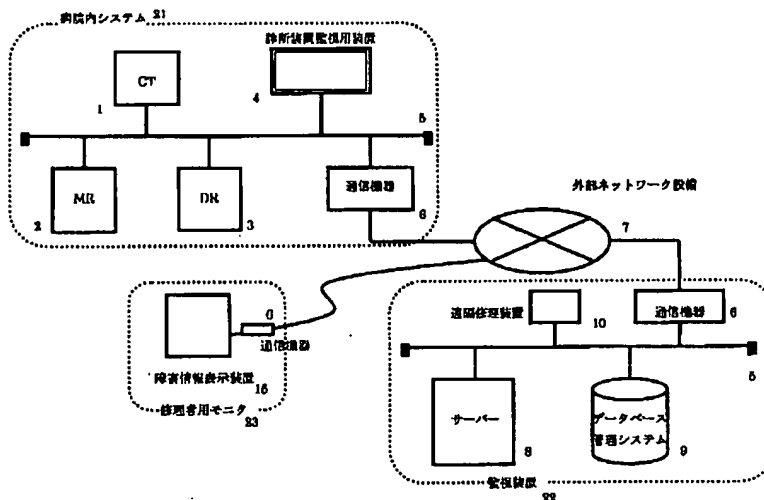 病院内システム 21
診断装置監視用装置
CT
1
4
5
MR
2
DR
3
通信機器
6
外部ネットワーク設備
7
遠隔修理装置
10
通信機器
6
5
6
通信機器
障害情報表示装置
15
修理者用モニタ
23
サーバー
8
データベース
管理システム
9
監視装置
22